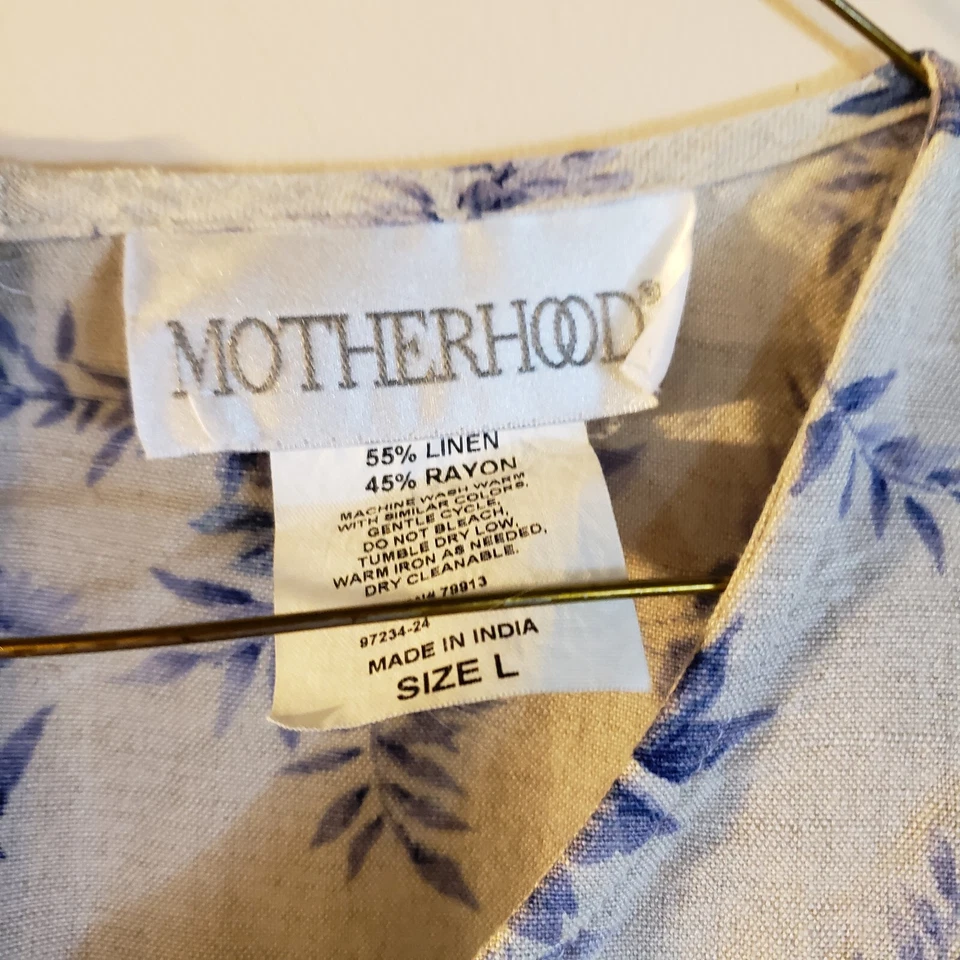 MOTHERHOOD®
55% LINEN
45% RAYON
MACHINE WASH WARM
WITH SIMILAR COLORS.
GENTLE CYCLE.
DO NOT BLEACH.
TUMBLE DRY LOW.
WARM IRON AS NEEDED,
DRY CLEANABLE.
79913
97234-24
MADE IN INDIA
SIZE L